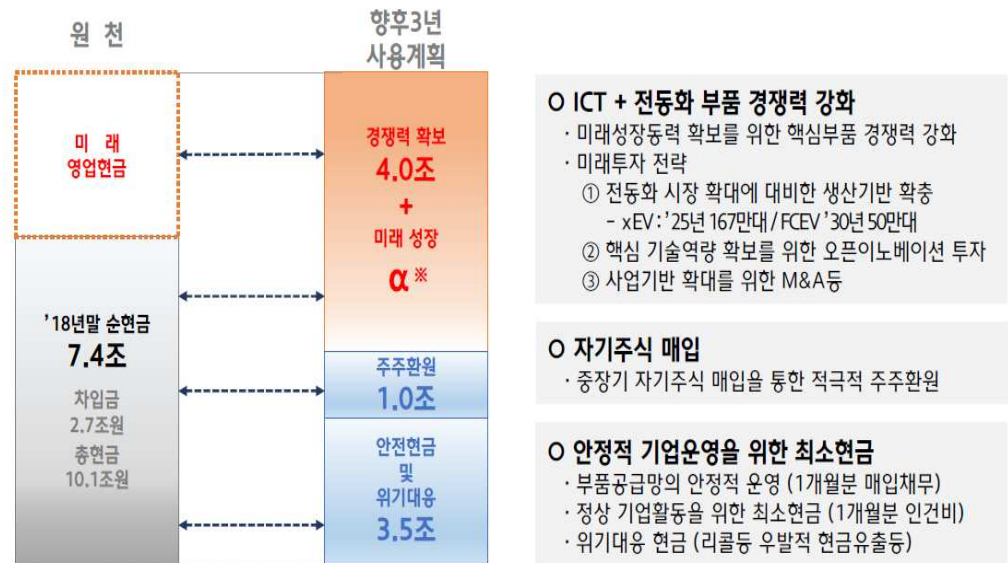 원 천
향후3년
사용계획
미 래
영업현금
’18년말 순현금
7.4조
차입금
2.7조원
총현금
10.1조원
경쟁력 확보
4.0조
+
미래 성장
α※
주주환원
1.0조
안전현금
및
위기대응
3.5조
O ICT + 전동화 부품 경쟁력 강화
· 미래성장동력 확보를 위한 핵심부품 경쟁력 강화
· 미래투자 전략
① 전동화 시장 확대에 대비한 생산기반 확충
- xEV : ’25년 167만대 / FCEV ’30년 50만대
② 핵심 기술역량 확보를 위한 오픈이노베이션 투자
③ 사업기반 확대를 위한 M&A등
O 자기주식 매입
· 중장기 자기주식 매입을 통한 적극적 주주환원
O 안정적 기업운영을 위한 최소현금
· 부품공급망의 안정적 운영 (1개월분 매입채무)
· 정상 기업활동을 위한 최소현금 (1개월분 인건비)
· 위기대응 현금 (리콜등 우발적 현금유출등)